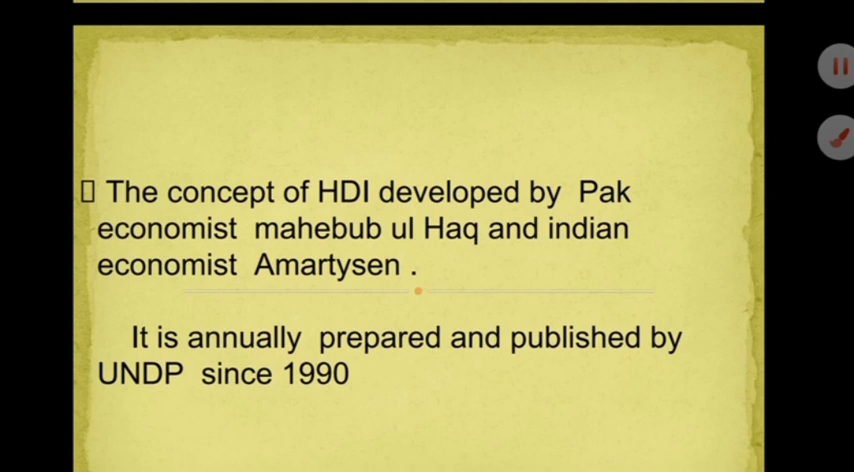 The concept of HDI developed by Pak
economist mahebub ul Haq and indian
economist Amartysen .
It is annually prepared and published by
UNDP since 1990